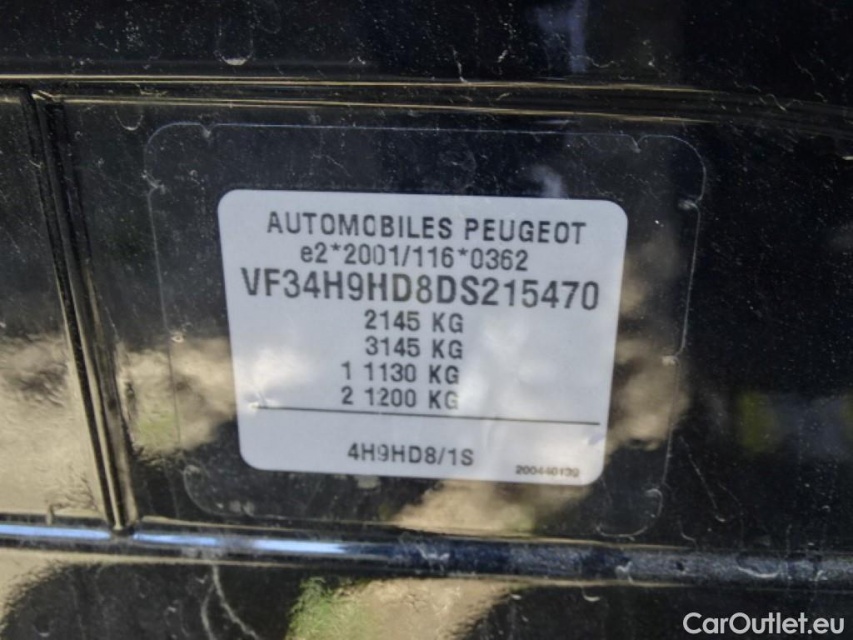 AUTOMOBILES PEUGEOT
e2*2001/116*0362
VF34H9HD8DS215470
2145 KG
3145 KG
1 1130 KG
2 1200 KG
4H9HD8/1S
CarOutlet.eu